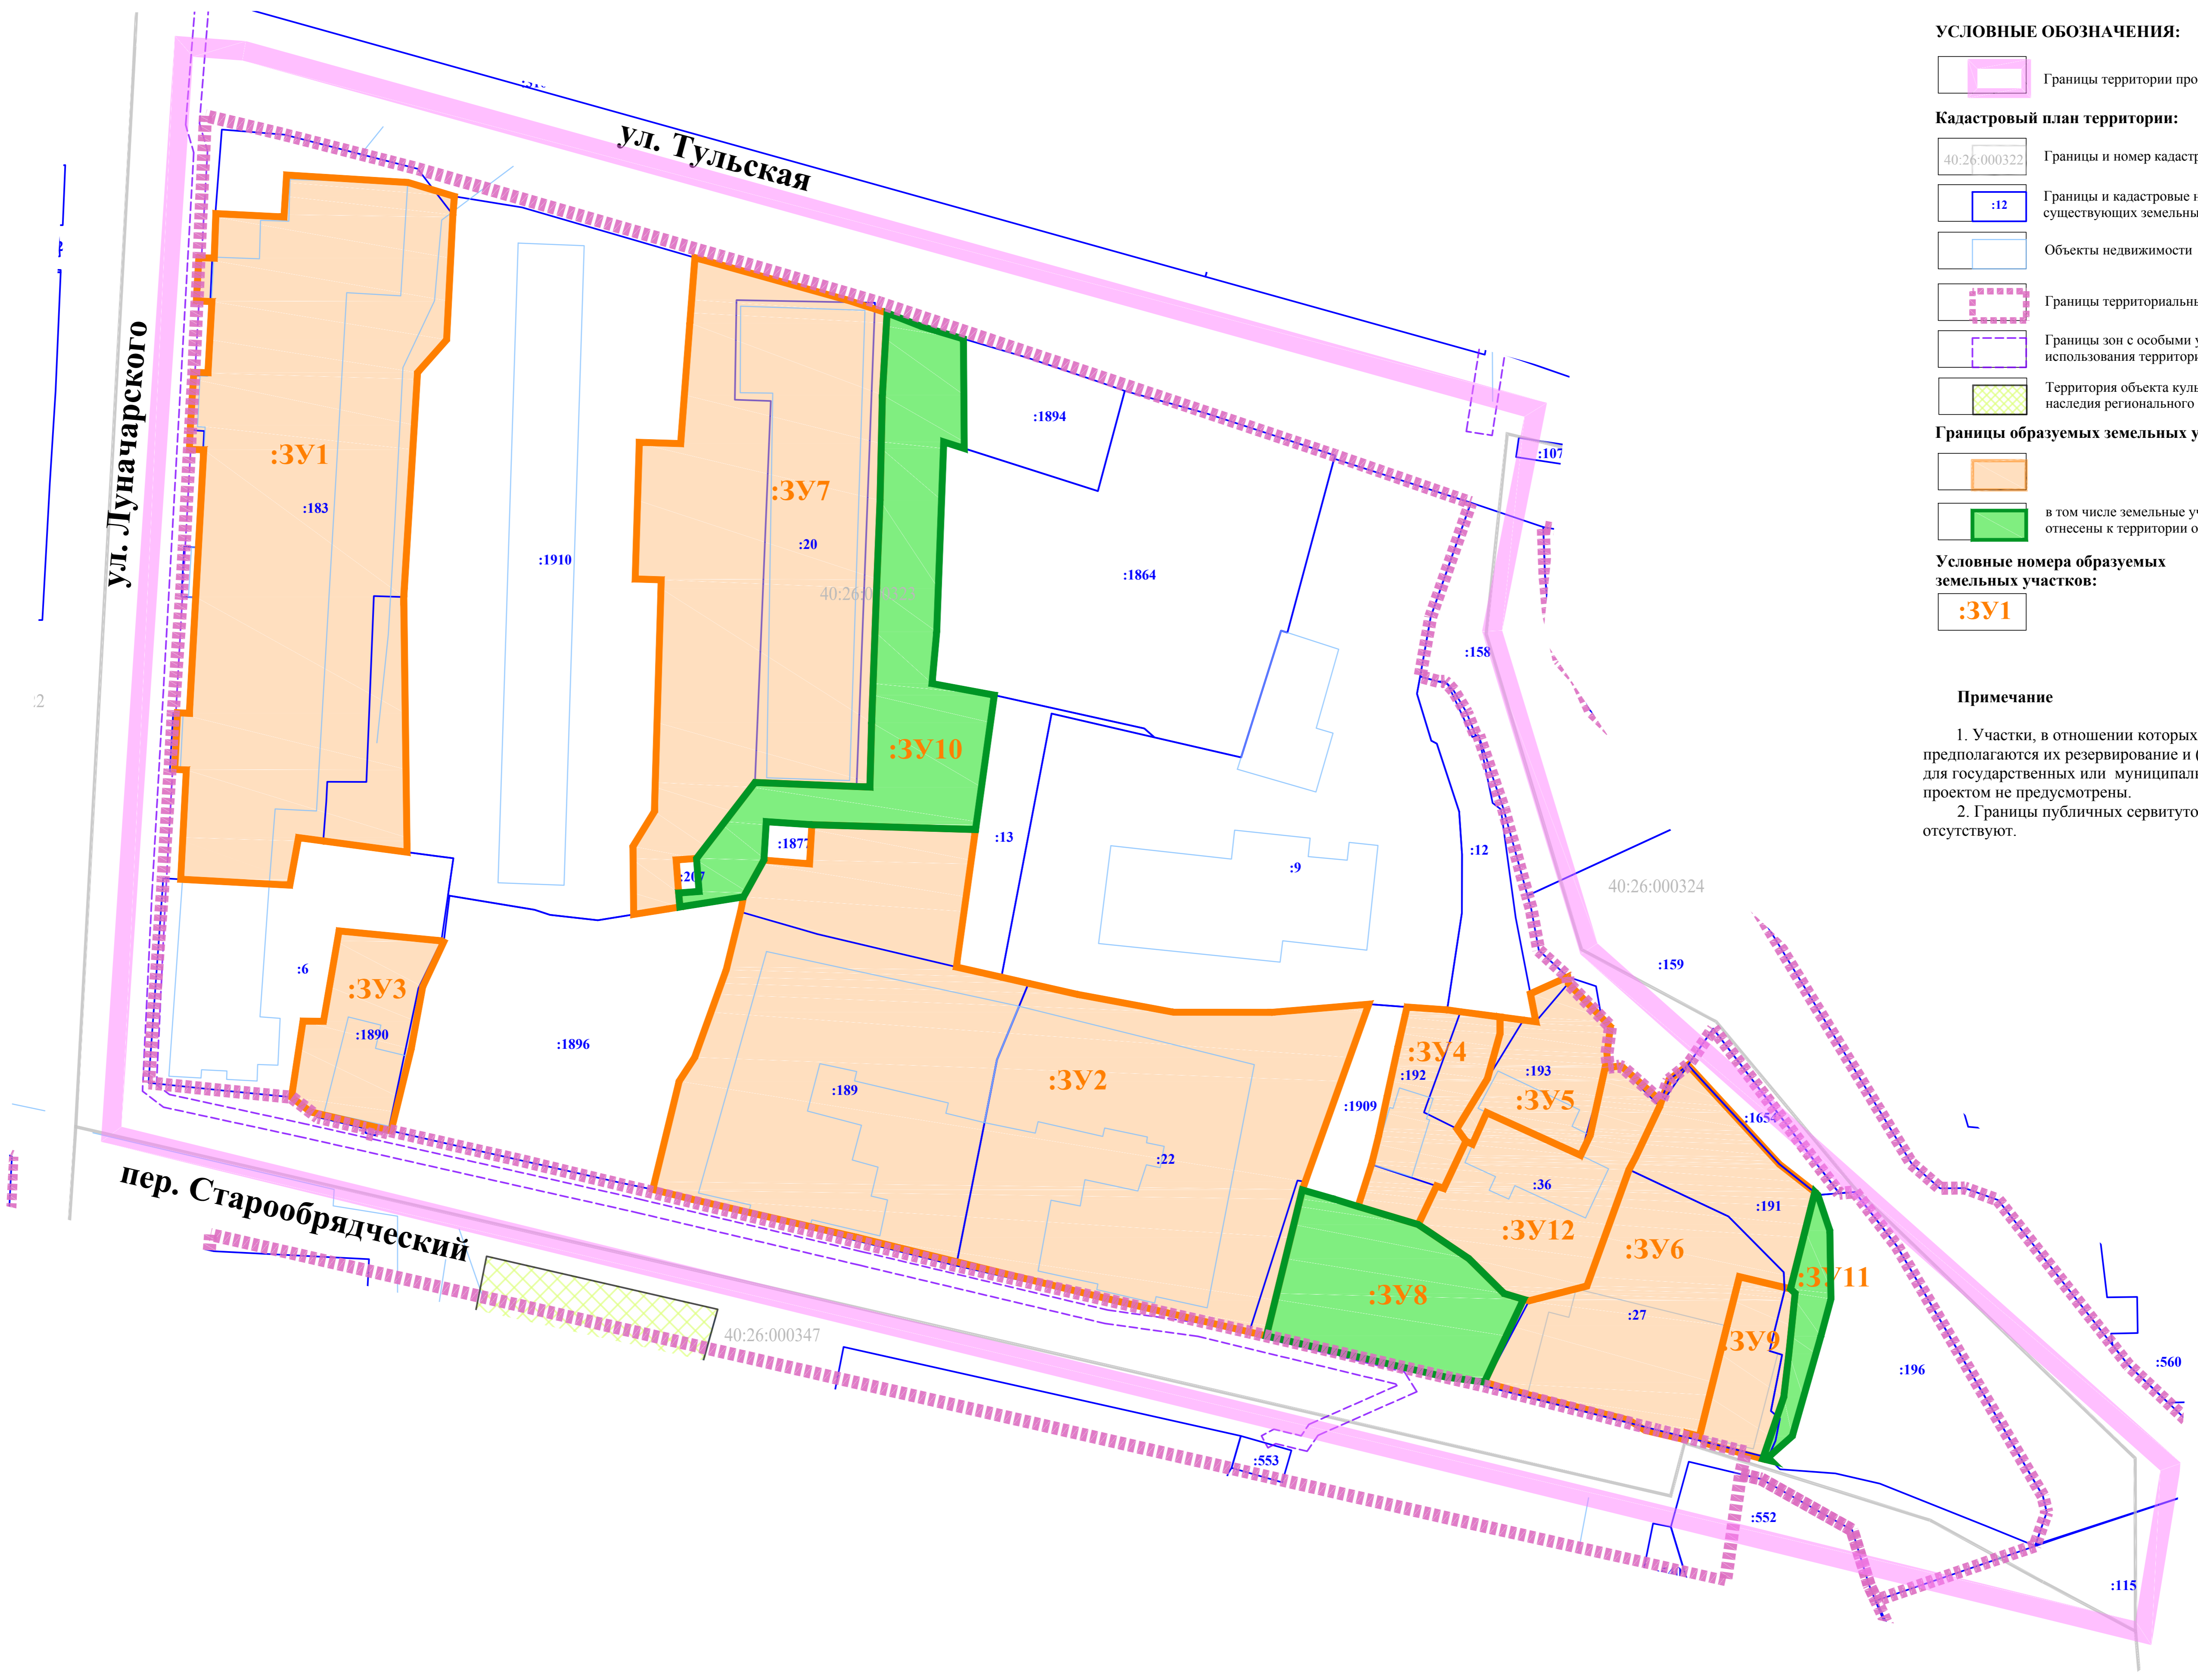 УСЛОВНЫЕ ОБОЗНАЧЕНИЯ:
Границы территории про
Кадастровый план территории:
40:26:000322
Границы и номер кадастр
:12
Границы и кадастровые
существующих земельны
Объекты недвижимости
Границы территориальн
Границы зон с особыми
использования территор
Территория объекта куль
наследия регионального
Границы образуемых земельных у
в том числе земельные у
отнесены к территории о
Условные номера образуемых
земельных участков:
:ЗУ1
Примечание
1. Участки, в отношении которых
предполагаются их резервирование и (
для государственных или муниципаль
проектом не предусмотрены.
2. Границы публичных сервитуто
отсутствуют.
ул. Тульская
ул. Луначарского
пер. Старообрядческий
:ЗУ1
:183
:1910
:ЗУ7
:20
40:26:000323
:1894
:1864
:107
:158
:ЗУ10
:1877
:207
:13
:9
:12
40:26:000324
:159
:6
:ЗУ3
:1890
:1896
:189
:ЗУ2
:22
:1909
:ЗУ4
:192
:193
:ЗУ5
:36
:ЗУ12
:1654
:191
:ЗУ6
:ЗУ11
:ЗУ8
:27
:ЗУ9
:196
:560
40:26:000347
:553
:552
:115